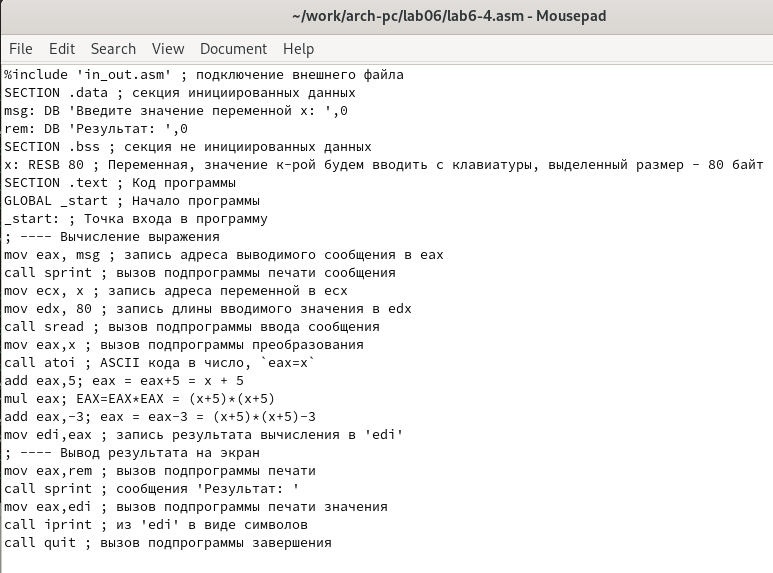 ~/work/arch-pc/lab06/lab6-4.asm - Mousepad
File Edit Search View Document Help
%include 'in_out.asm' ; подключение внешнего файла
SECTION .data ; секция инициированных данных
msg: DB 'Введите значение переменной x: ',0
rem: DB 'Результат: ',0
SECTION .bss ; секция не инициированных данных
x: RESB 80 ; Переменная, значение к-рой будем вводить с клавиатуры, выделенный размер - 80 байт
SECTION .text ; Код программы
GLOBAL _start ; Начало программы
_start: ; Точка входа в программу
; ---- Вычисление выражения
mov eax, msg ; запись адреса выводимого сообщения в eax
call sprint ; вызов подпрограммы печати сообщения
mov ecx, x ; запись адреса переменной в ecx
mov edx, 80 ; запись длины вводимого значения в edx
call sread ; вызов подпрограммы ввода сообщения
mov eax,x ; вызов подпрограммы преобразования
call atoi ; ASCII кода в число, `eax=x`
add eax,5; eax = eax+5 = x + 5
mul eax; EAX=EAX*EAX = (x+5)*(x+5)
add eax,-3; eax = eax-3 = (x+5)*(x+5)-3
mov edi,eax ; запись результата вычисления в 'edi'
; ---- Вывод результата на экран
mov eax,rem ; вызов подпрограммы печати
call sprint ; сообщения 'Результат: '
mov eax,edi ; вызов подпрограммы печати значения
call iprint ; из 'edi' в виде символов
call quit ; вызов подпрограммы завершения